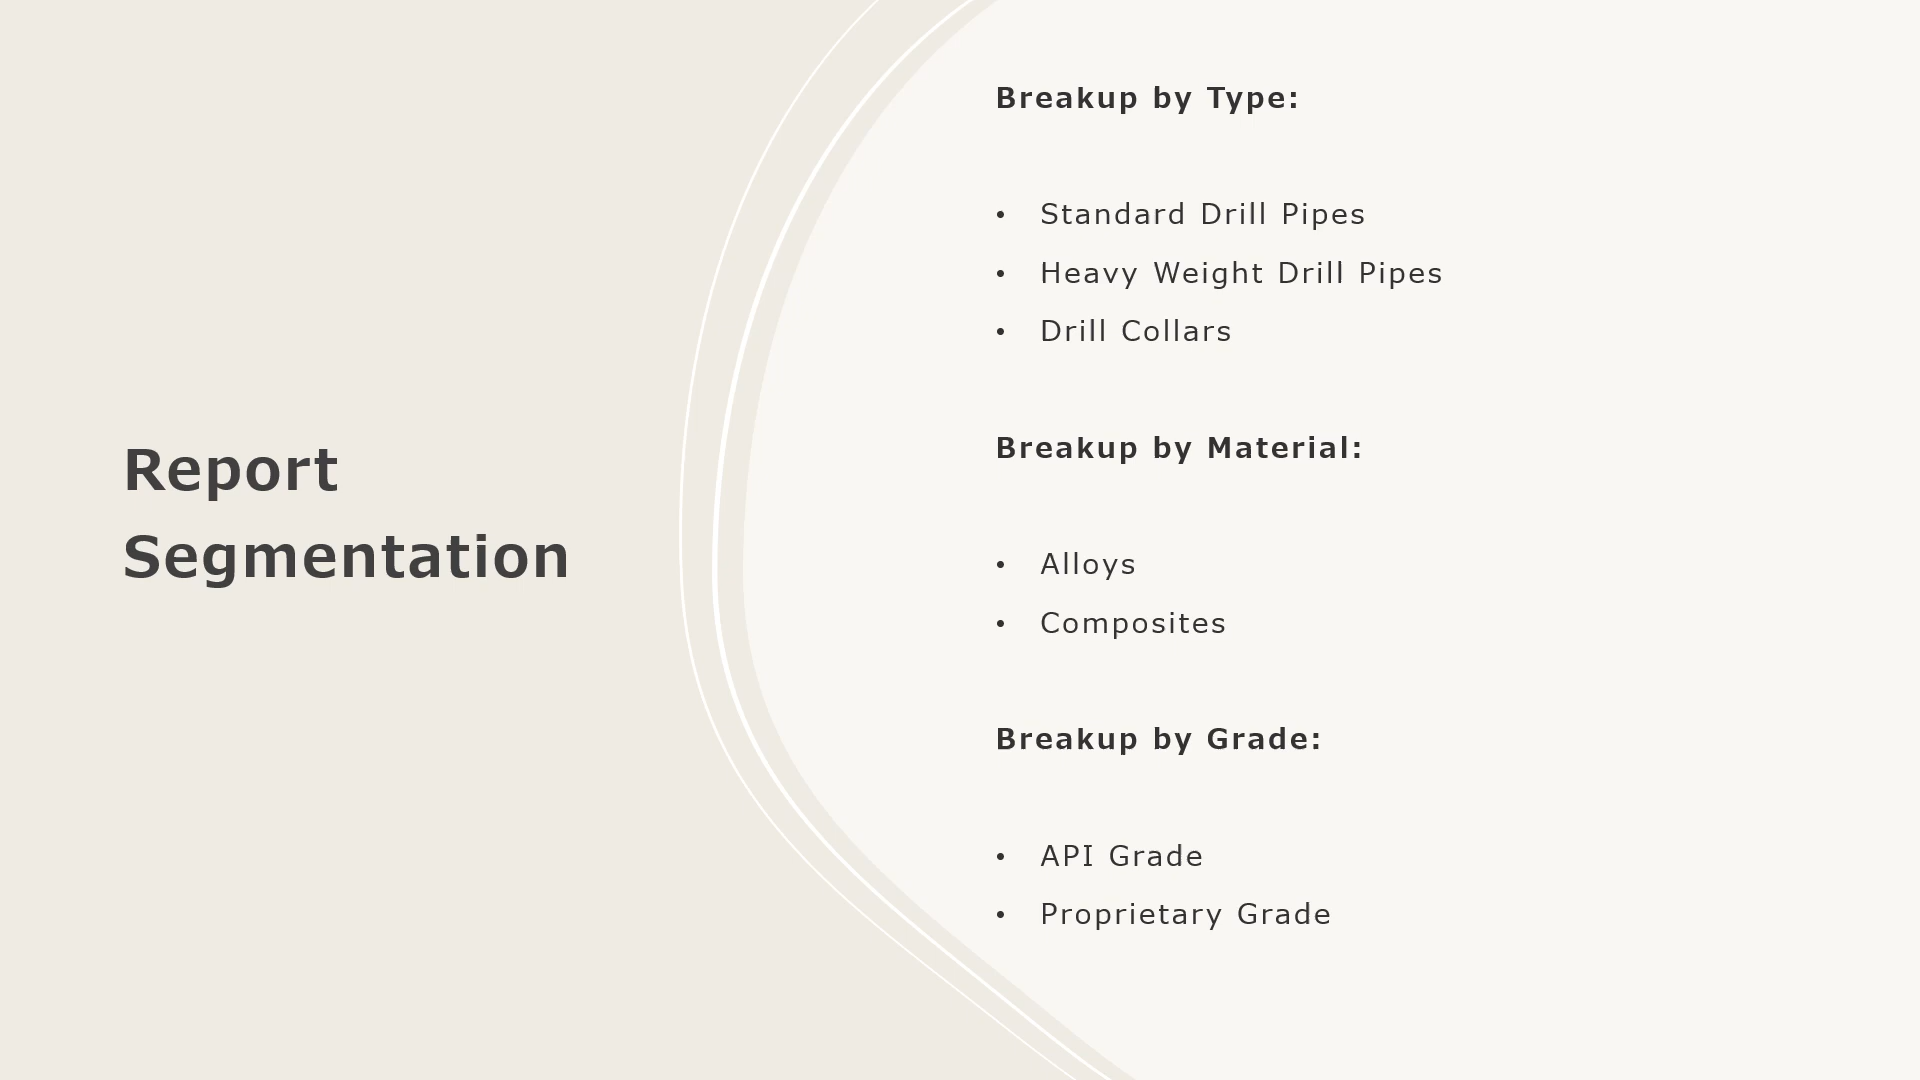 Report
Segmentation
Breakup by Type:
• Standard Drill Pipes
• Heavy Weight Drill Pipes
• Drill Collars
Breakup by Material:
• Alloys
• Composites
Breakup by Grade:
• API Grade
• Proprietary Grade